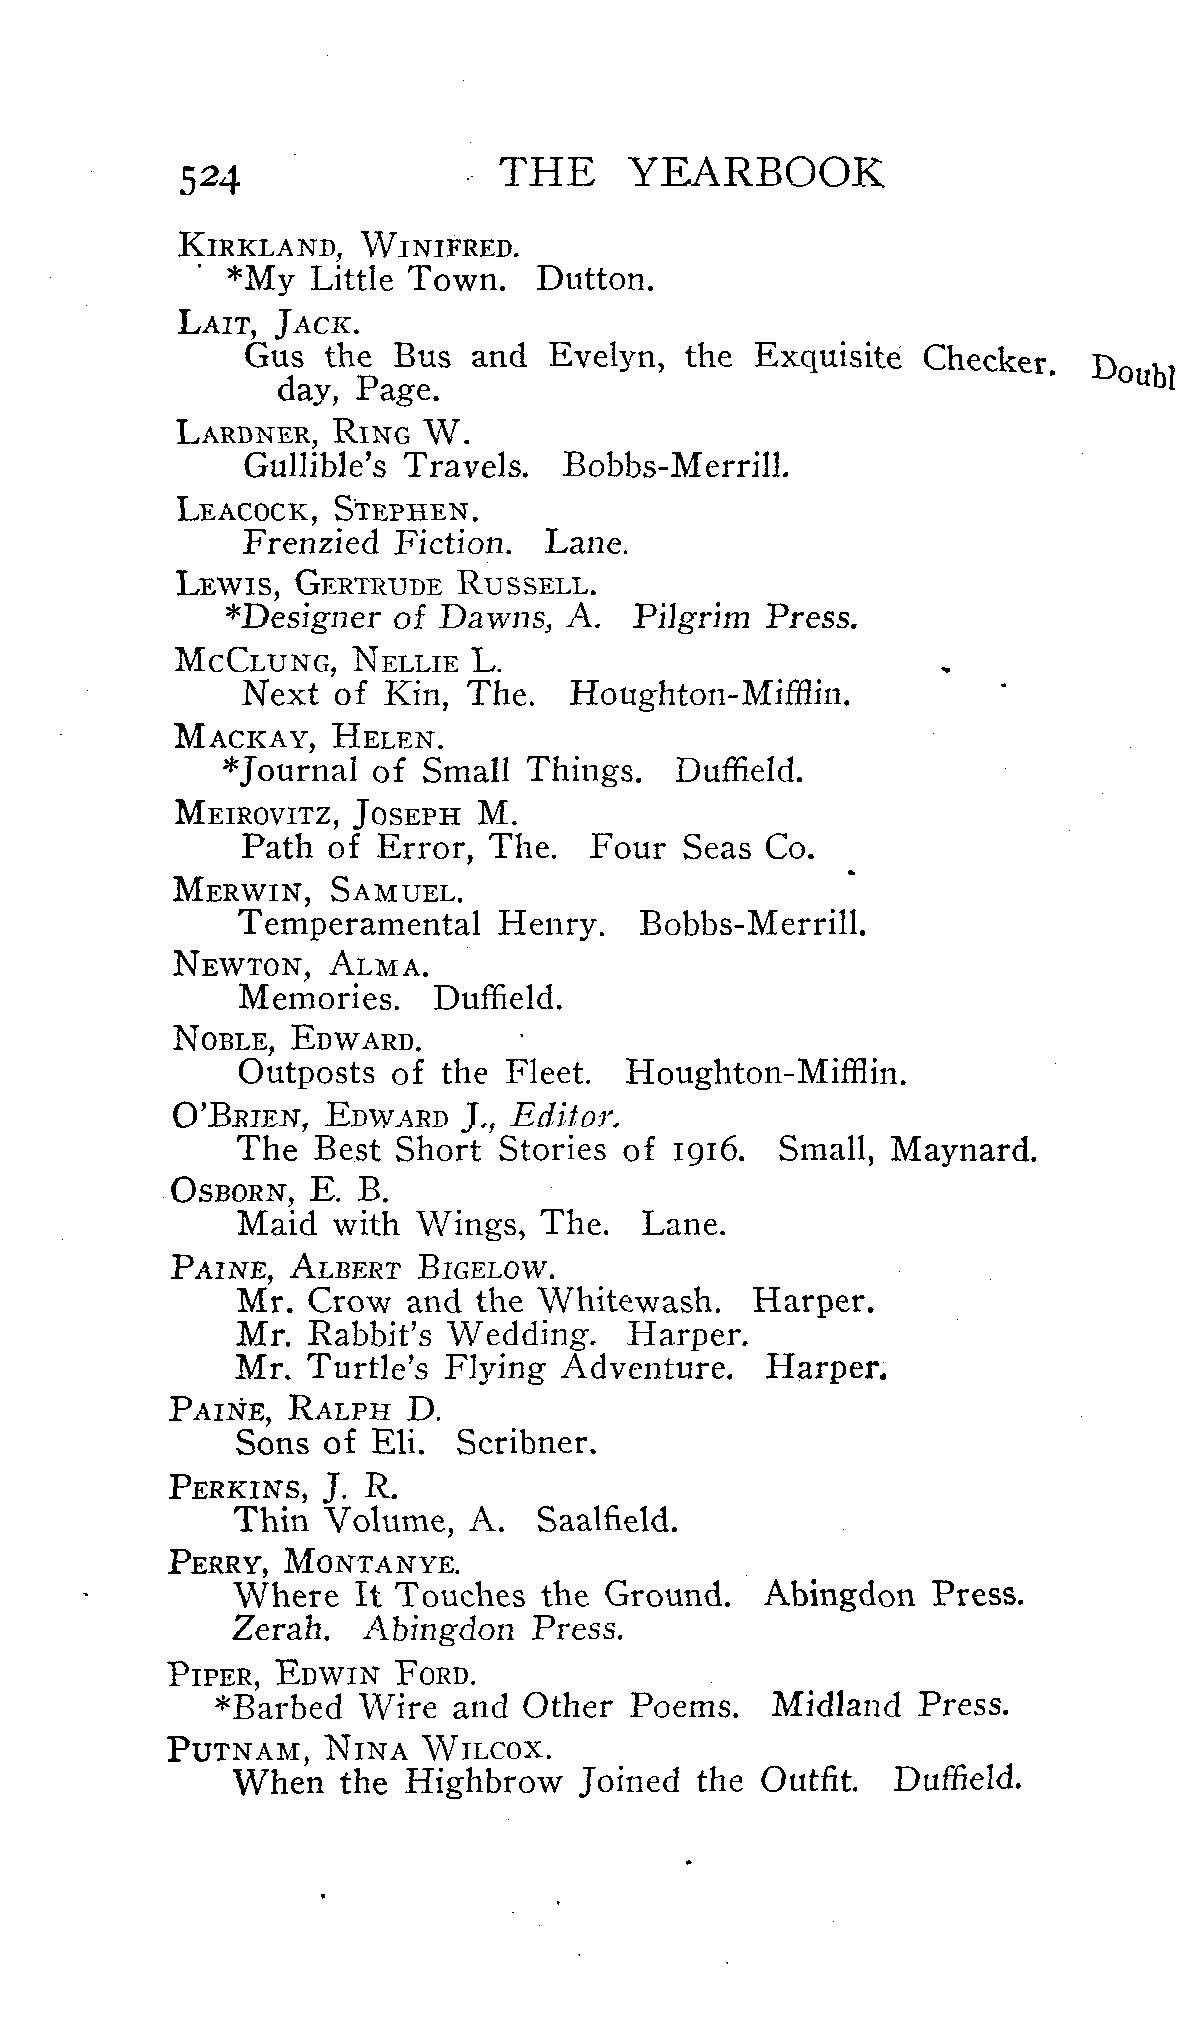 524 THE YEARBOOK
KIRKLAND, WINIFRED.
*My Little Town. Dutton.
LAIT, JACK.
Gus the Bus and Evelyn, the Exquisite Checker. Doubl
day, Page.
LARDNER, RING W.
Gullible's Travels. Bobbs-Merrill.
LEACOCK, STEPHEN.
Frenzied Fiction. Lane.
LEWIS, GERTRUDE RUSSELL.
*Designer of Dawns, A. Pilgrim Press.
MCCLUNG, NELLIE L.
Next of Kin, The. Houghton-Mifflin.
MACKAY, HELEN.
*Journal of Small Things. Duffield.
MEIROVITZ, JOSEPH M.
Path of Error, The. Four Seas Co.
MERWIN, SAMUEL.
Temperamental Henry. Bobbs-Merrill.
NEWTON, ALMA.
Memories. Duffield.
NOBLE, EDWARD.
Outposts of the Fleet. Houghton-Mifflin.
O'BRIEN, EDWARD J., Editor.
The Best Short Stories of 1916. Small, Maynard.
OSBORN, E. B.
Maid with Wings, The. Lane.
PAINE, ALBERT BIGELOW.
Mr. Crow and the Whitewash. Harper.
Mr. Rabbit's Wedding. Harper.
Mr. Turtle's Flying Adventure. Harper.
PAINE, RALPH D.
Sons of Eli. Scribner.
PERKINS, J. R.
Thin Volume, A. Saalfield.
PERRY, MONTANYE.
Where It Touches the Ground. Abingdon Press.
Zerah. Abingdon Press.
PIPER, EDWIN FORD.
*Barbed Wire and Other Poems. Midland Press.
PUTNAM, NINA WILCOX.
When the Highbrow Joined the Outfit. Duffield.